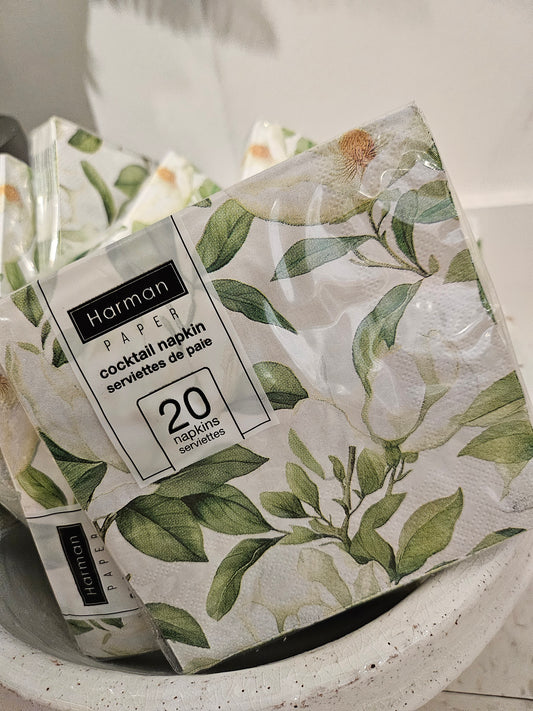 Harman
PAPER
cocktail napkin
serviettes de paie
20
napkins
serviettes
Harman
PAPER